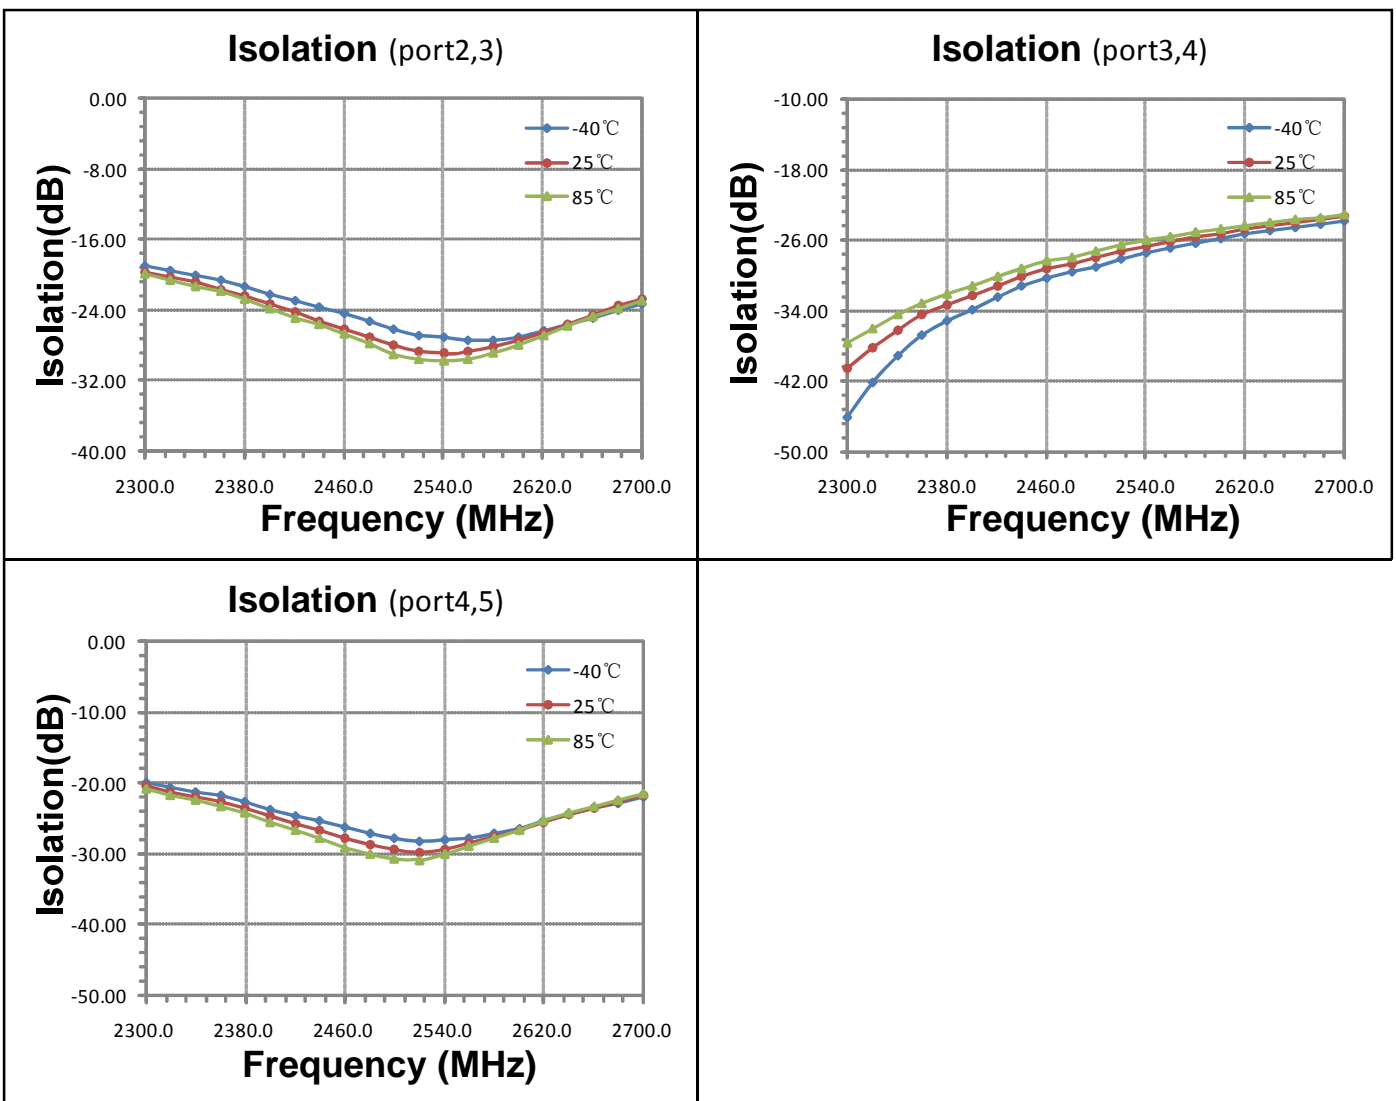 Isolation (port2,3)
0.00
-8.00
-16.00
-24.00
-32.00
-40.00
Isolation(dB)
-40℃
25℃
85℃
2300.0 2380.0 2460.0 2540.0 2620.0 2700.0
Frequency (MHz)
Isolation (port3,4)
-10.00
-18.00
-26.00
-34.00
-42.00
-50.00
Isolation(dB)
-40℃
25℃
85℃
2300.0 2380.0 2460.0 2540.0 2620.0 2700.0
Frequency (MHz)
Isolation (port4,5)
0.00
-10.00
-20.00
-30.00
-40.00
-50.00
Isolation(dB)
-40℃
25℃
85℃
2300.0 2380.0 2460.0 2540.0 2620.0 2700.0
Frequency (MHz)